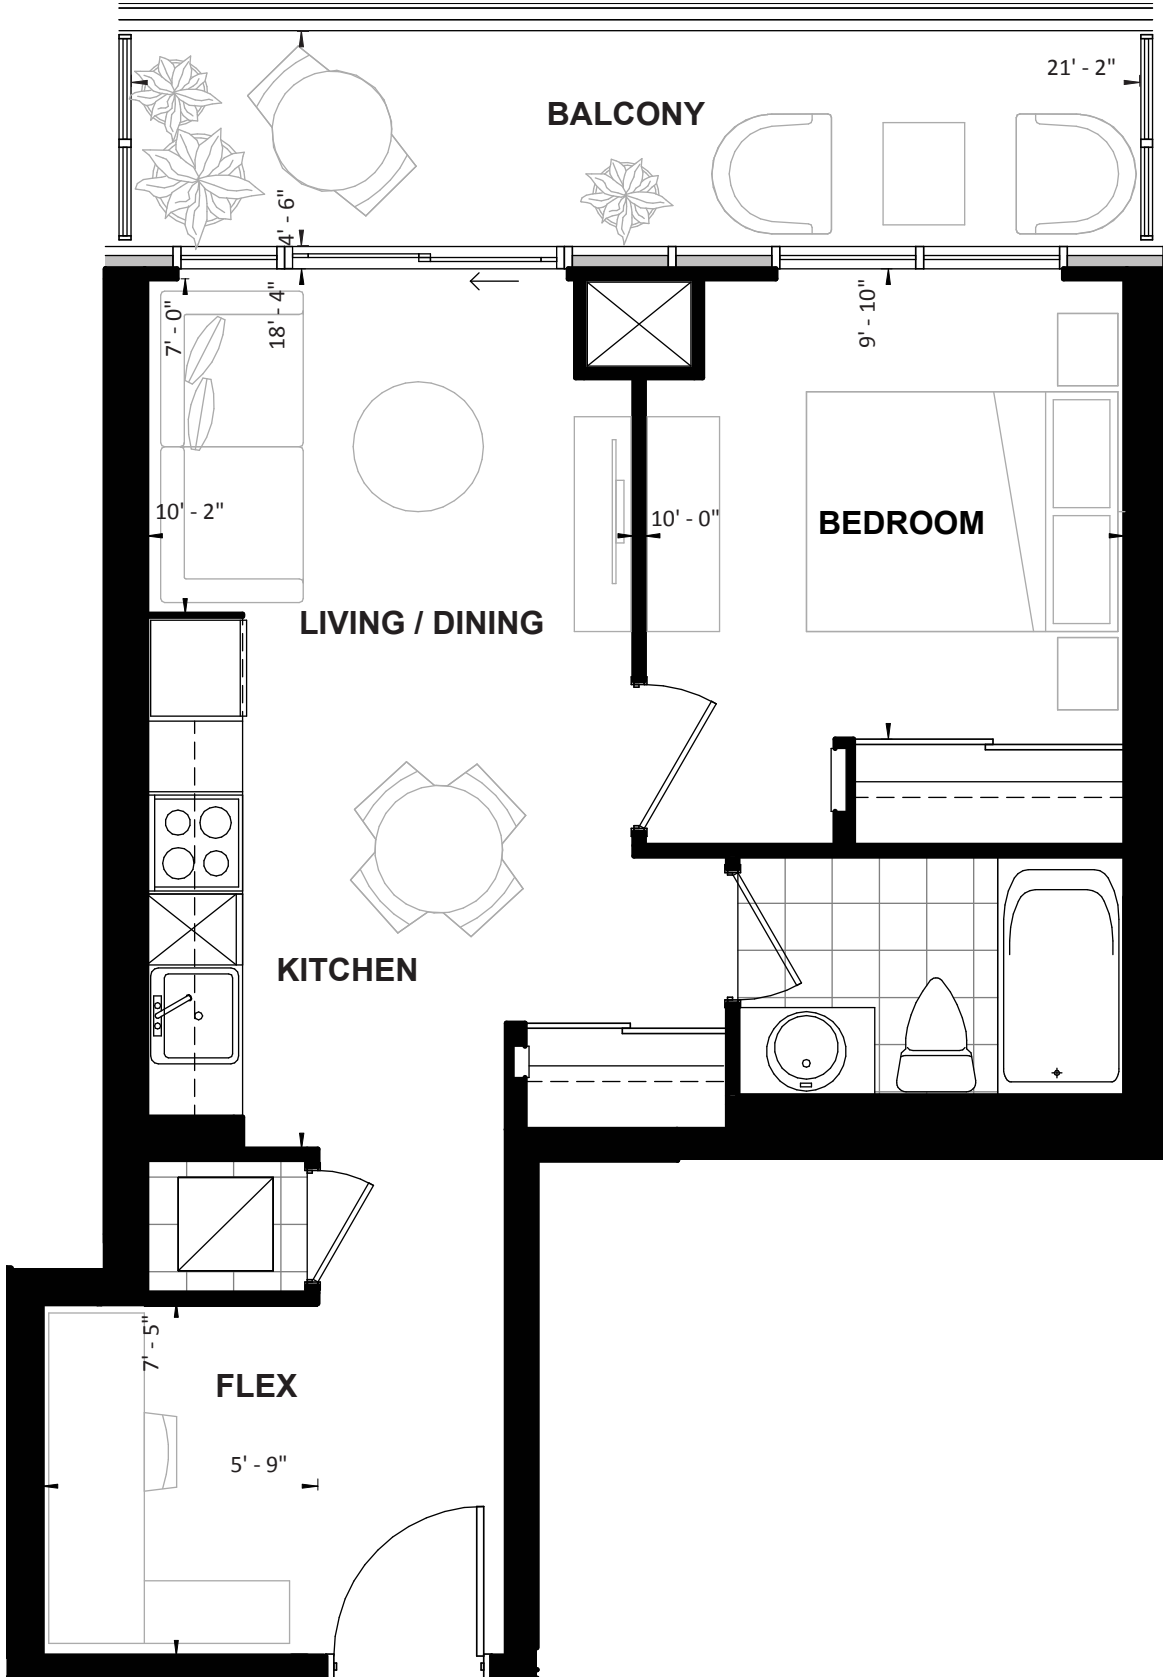 21' - 2"
BALCONY
4' - 6"
7' - 0"
18' - 4"
9' - 10"
10' - 2"
10' - 0"
BEDROOM
LIVING / DINING
KITCHEN
7' - 5"
FLEX
5' - 9"